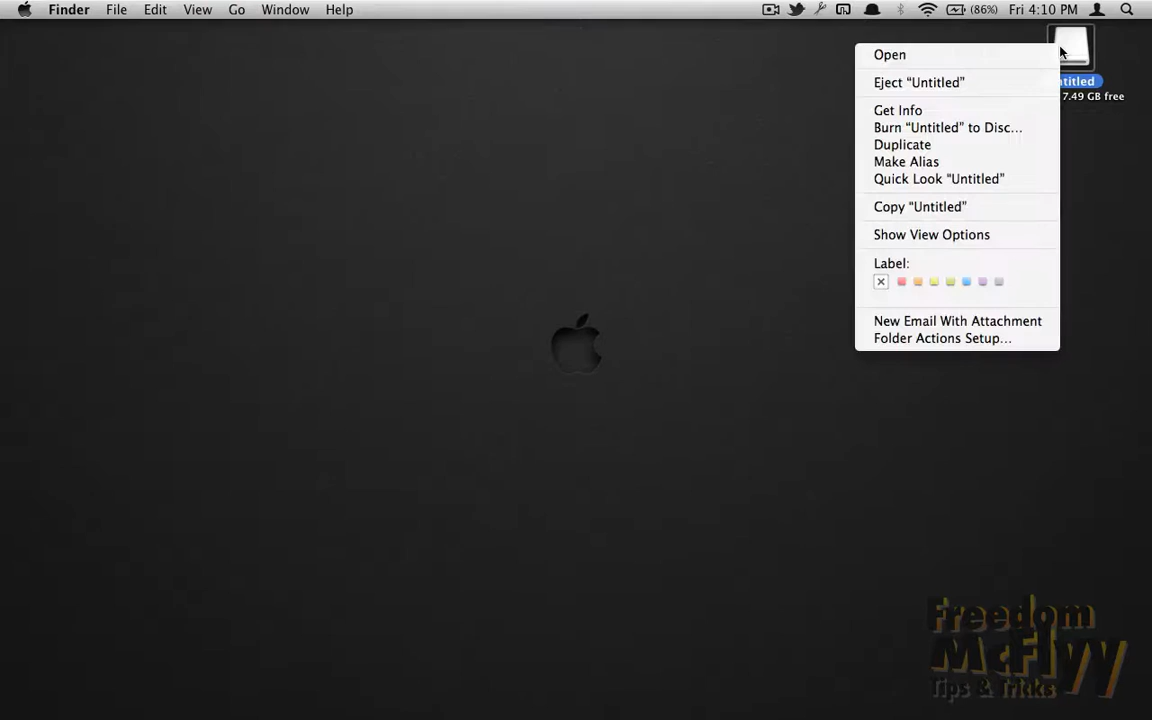 Finder File Edit View Go Window Help (86%) Fri 4:10 PM
Open
Eject “Untitled”
Get Info
Burn “Untitled” to Disc...
Duplicate
Make Alias
Quick Look “Untitled”
Copy “Untitled”
Show View Options
Label:
New Email With Attachment
Folder Actions Setup...
ntitled
7.49 GB free
Freedom
McFlyy
Tips & Tricks